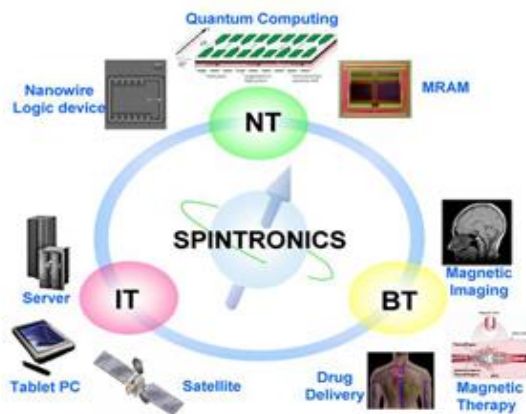 Quantum Computing
Nanowire
Logic device
MRAM
NT
SPINTRONICS
Server
IT
BT
Magnetic
Imaging
Tablet PC
Satellite
Drug
Delivery
Magnetic
Therapy